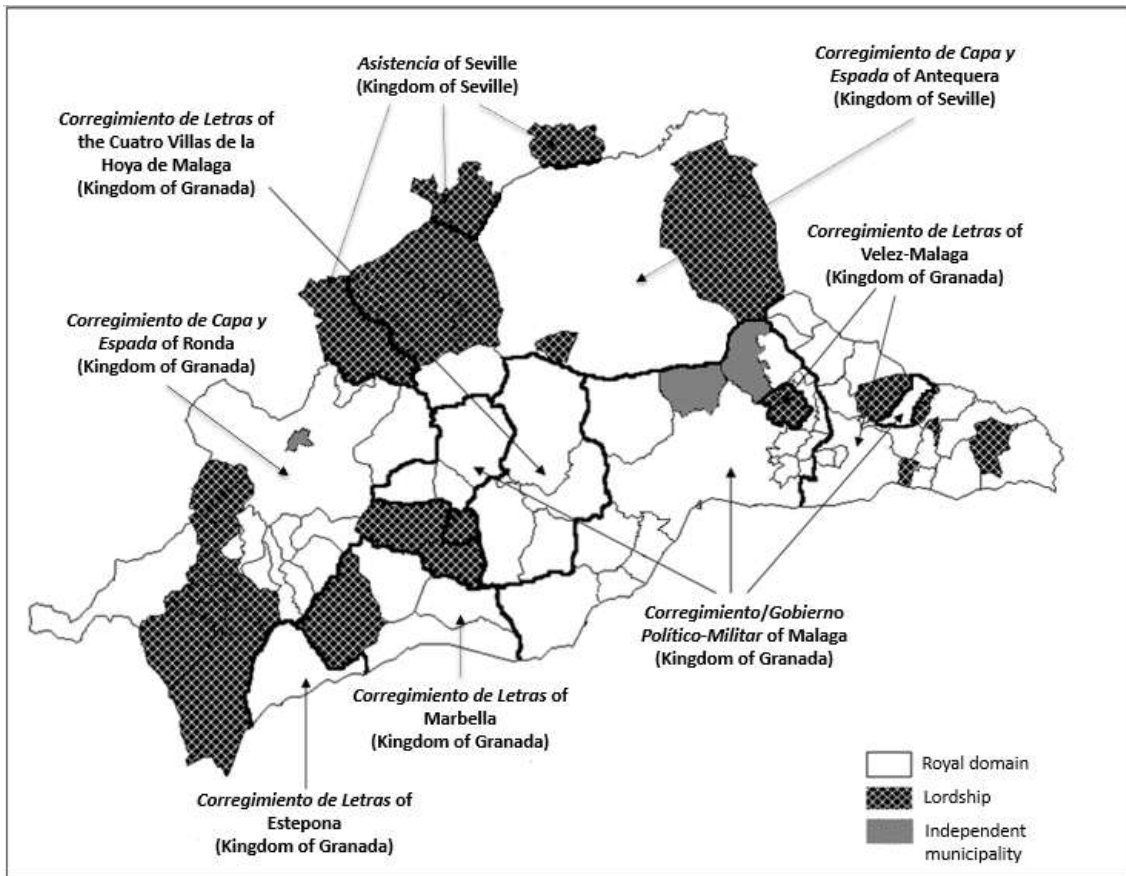 Asistencia of Seville
(Kingdom of Seville)
Corregimiento de Capa y
Espada of Antequera
(Kingdom of Seville)
Corregimiento de Letras of
the Cuatro Villas de la
Hoya de Malaga
(Kingdom of Granada)
Corregimiento de Letras of
Velez-Malaga
(Kingdom of Granada)
Corregimiento de Capa y
Espada of Ronda
(Kingdom of Granada)
Corregimiento/Gobierno
Político-Militar of Malaga
(Kingdom of Granada)
Corregimiento de Letras of
Marbella
(Kingdom of Granada)
Corregimiento de Letras of
Estepona
(Kingdom of Granada)
Royal domain
Lordship
Independent
municipality